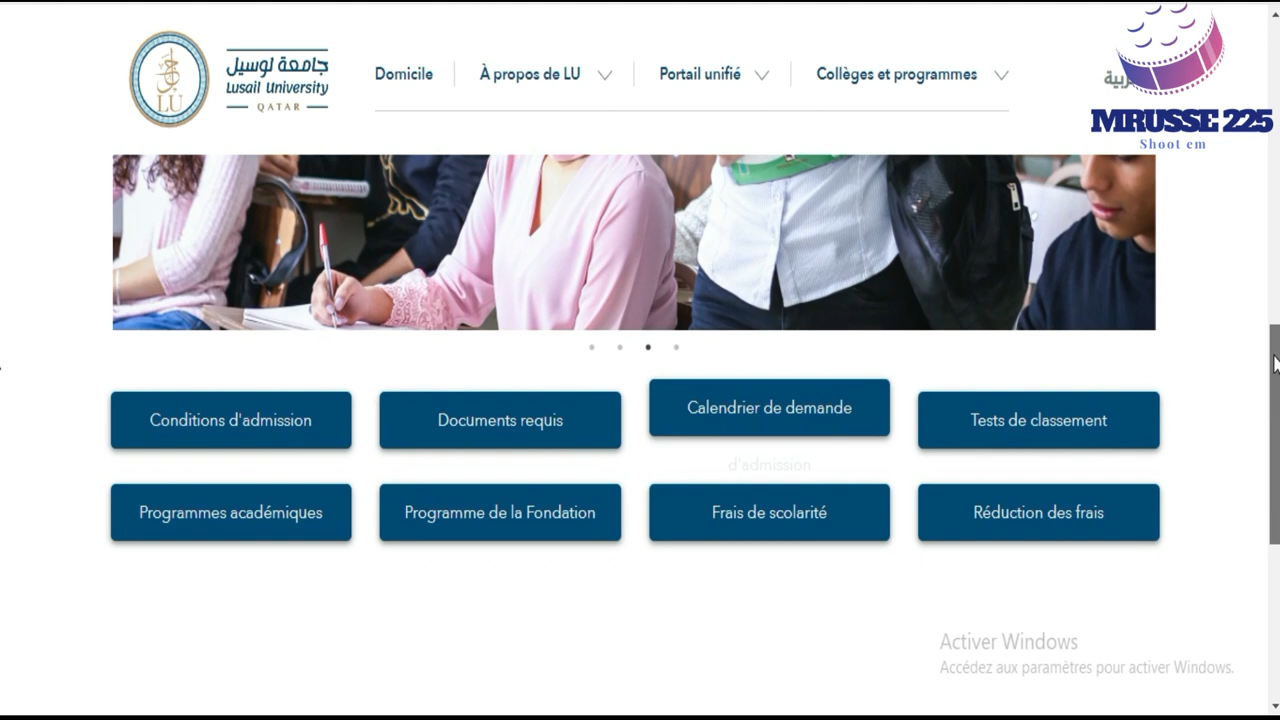 جامعة لوسيل
Lusail University
QATAR
LU
Domicile
À propos de LU
Portail unifié
Collèges et programmes
MRUSSE 225
Shoot em
Conditions d'admission
Documents requis
Calendrier de demande
d'admission
Tests de classement
Programmes académiques
Programme de la Fondation
Frais de scolarité
Réduction des frais
Activer Windows
Accédez aux paramètres pour activer Windows.